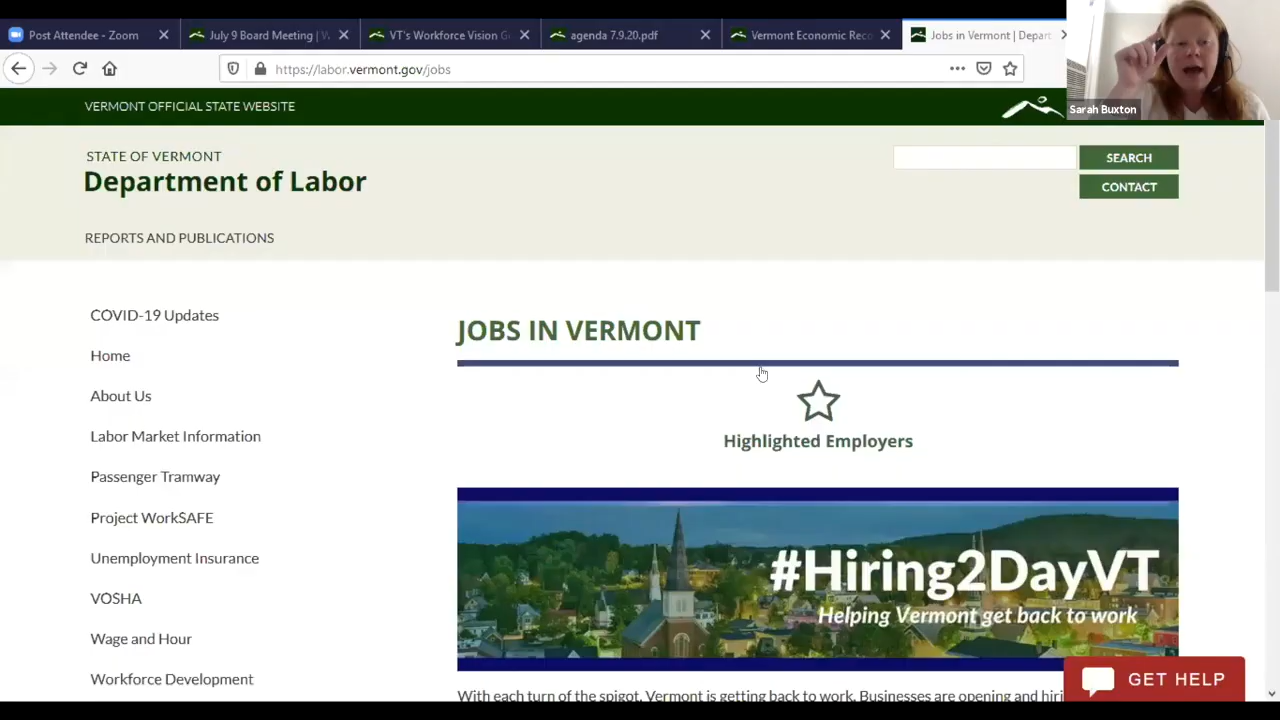 Post Attendee - Zoom
July 9 Board Meeting | W
VT's Workforce Vision G
agenda 7.9.20.pdf
Vermont Economic Reco
Jobs in Vermont | Depart
https://labor.vermont.gov/jobs
Sarah Buxton
VERMONT OFFICIAL STATE WEBSITE
STATE OF VERMONT
Department of Labor
SEARCH
CONTACT
REPORTS AND PUBLICATIONS
COVID-19 Updates
Home
About Us
Labor Market Information
Passenger Tramway
Project WorkSAFE
Unemployment Insurance
VOSHA
Wage and Hour
Workforce Development
JOBS IN VERMONT
Highlighted Employers
#Hiring2DayVT
Helping Vermont get back to work
With each turn of the spigot, Vermont is getting back to work. Businesses are opening and hiri
GET HELP